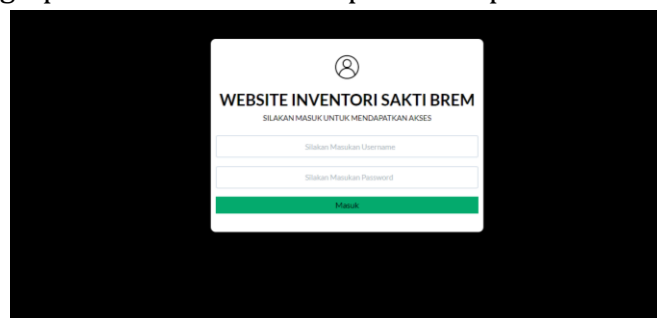 WEBSITE INVENTORI SAKTI BREM
SILAKAN MASUK UNTUK MENDAPATKAN AKSES
Silakan Masukan Username
Silakan Masukan Password
Masuk